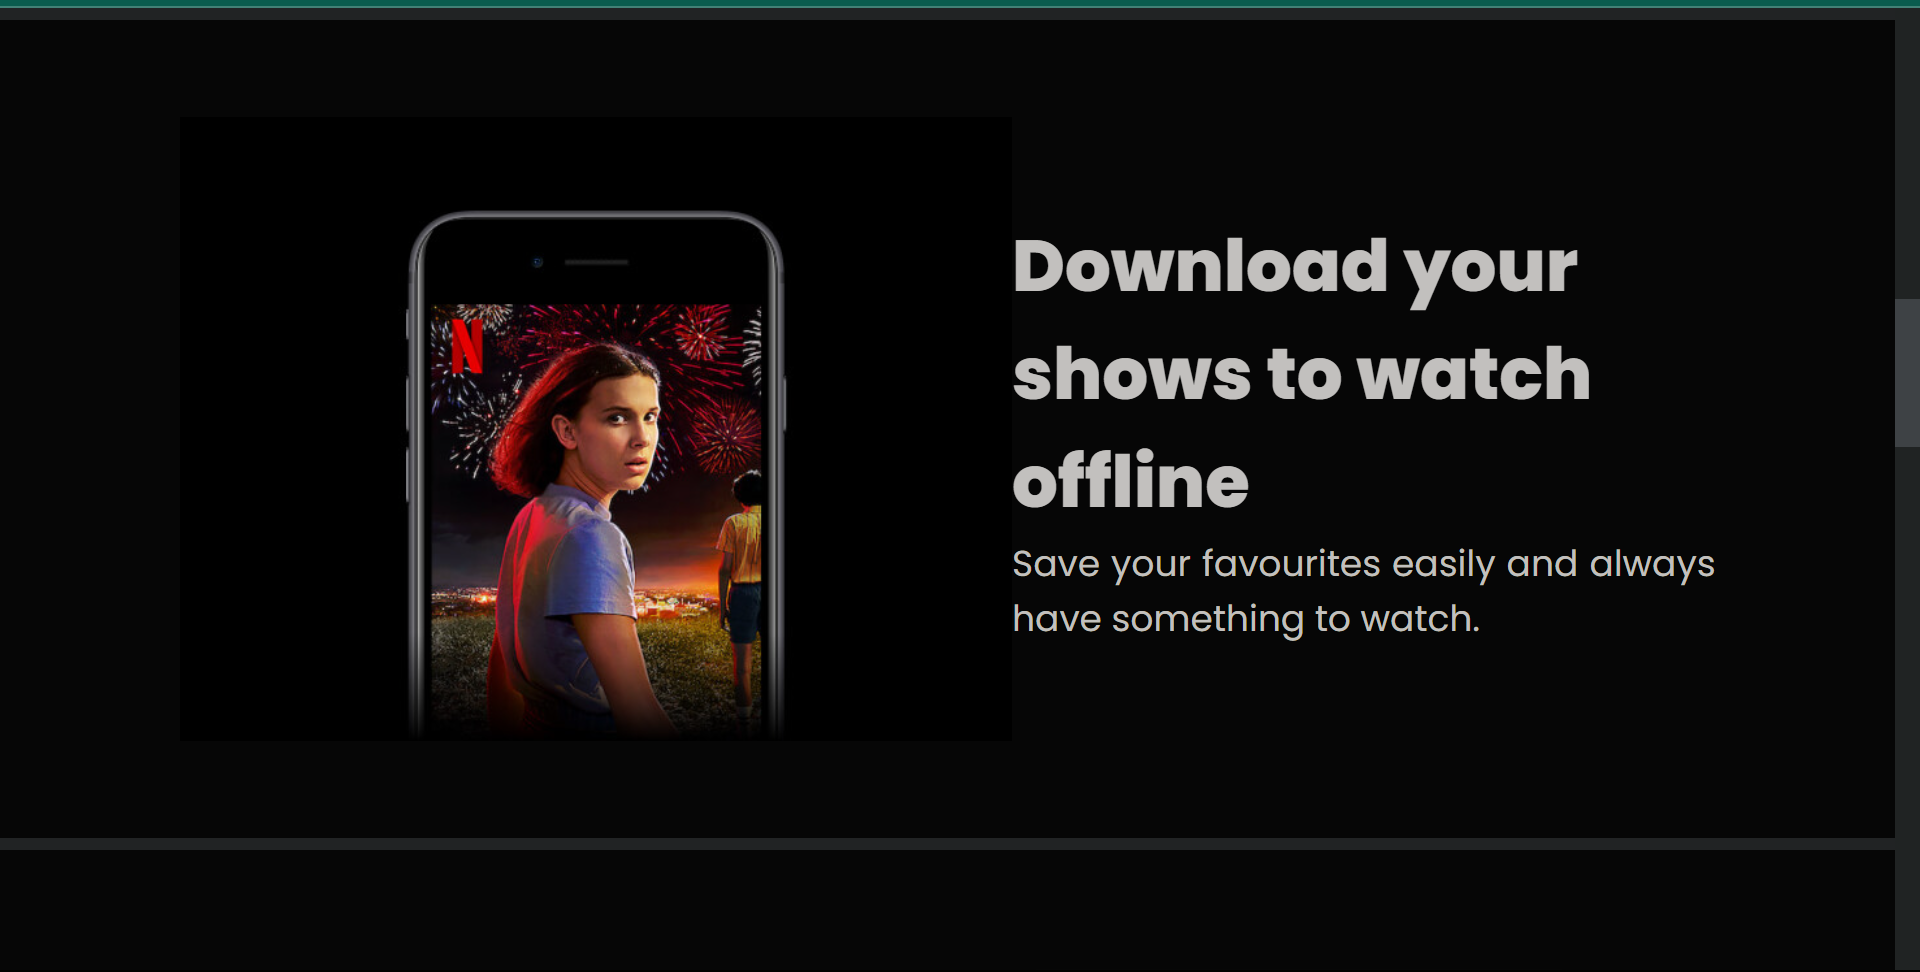 N
Download your
shows to watch
offline
Save your favourites easily and always
have something to watch.